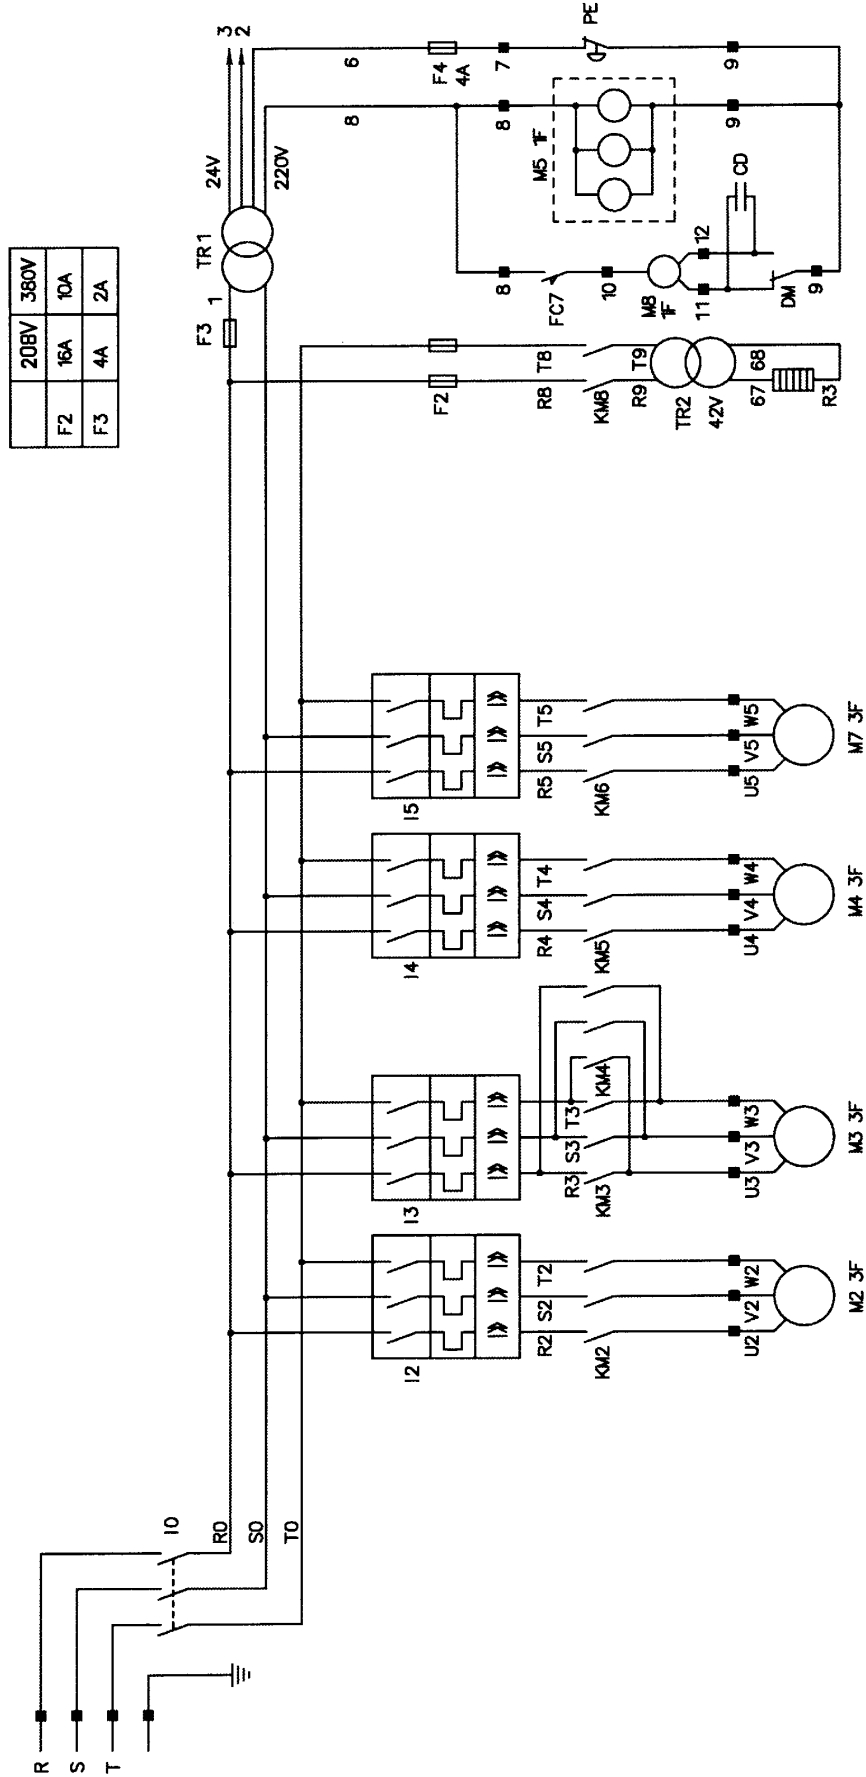 208V 380V
F2 16A 10A
F3 4A 2A
R
S
T
I0
R0
S0
T0
F3
1
TR1
24V
220V
3
2
6
8
F4
4A
7
PE
9
8
M5 1F
9
8
FC7
10
M8
1F
11
12
CD
DM
9
F2
R8
T8
KM8
R9
T9
TR2
42V
67
68
R3
I2
R2
S2
T2
KM2
U2
V2
W2
M2 3F
I3
R3
S3
T3
KM3
KM4
U3
V3
W3
M3 3F
I4
R4
S4
T4
KM5
U4
V4
W4
M4 3F
I5
R5
S5
T5
KM6
U5
V5
W5
M7 3F